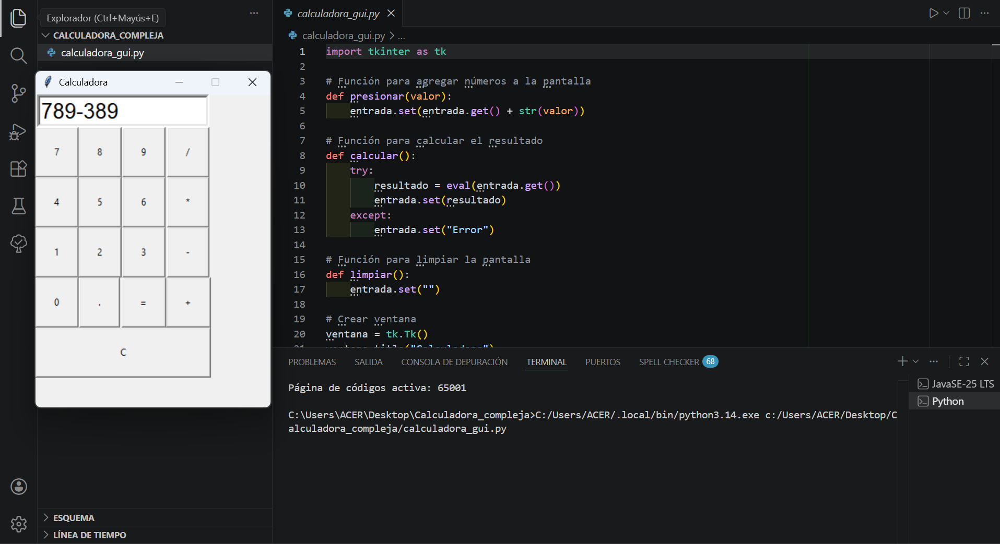 Explorador (Ctrl+Mayús+E)
CALCULADORA_COMPLEJA
calculadora_gui.py
Calculadora
789-389
7 8 9 /
4 5 6 *
1 2 3 -
0 . = +
C
ESQUEMA
LÍNEA DE TIEMPO
calculadora_gui.py
calculadora_gui.py > ...
1 import tkinter as tk
2
3 # Función para agregar números a la pantalla
4 def presionar(valor):
5     entrada.set(entrada.get() + str(valor))
6
7 # Función para calcular el resultado
8 def calcular():
9     try:
10         resultado = eval(entrada.get())
11         entrada.set(resultado)
12     except:
13         entrada.set("Error")
14
15 # Función para limpiar la pantalla
16 def limpiar():
17     entrada.set("")
18
19 # Crear ventana
20 ventana = tk.Tk()
21 ventana.title("Calculadora")
PROBLEMAS SALIDA CONSOLA DE DEPURACIÓN TERMINAL PUERTOS SPELL CHECKER 68
Página de códigos activa: 65001
C:\Users\ACER\Desktop\Calculadora_compleja>C:/Users/ACER/.local/bin/python3.14.exe c:/Users/ACER/Desktop/C
alculadora_compleja/calculadora_gui.py
JavaSE-25 LTS
Python